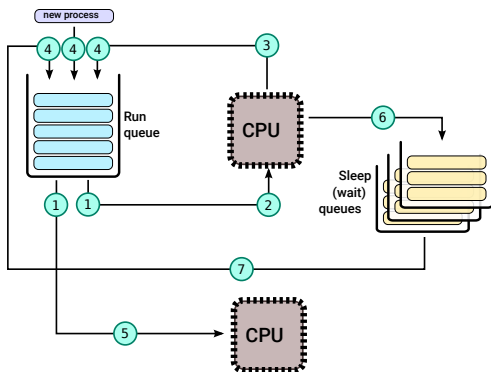 new process
4 4 4
3
Run
queue
CPU
6
Sleep
(wait)
queues
1 1
2
7
5
CPU